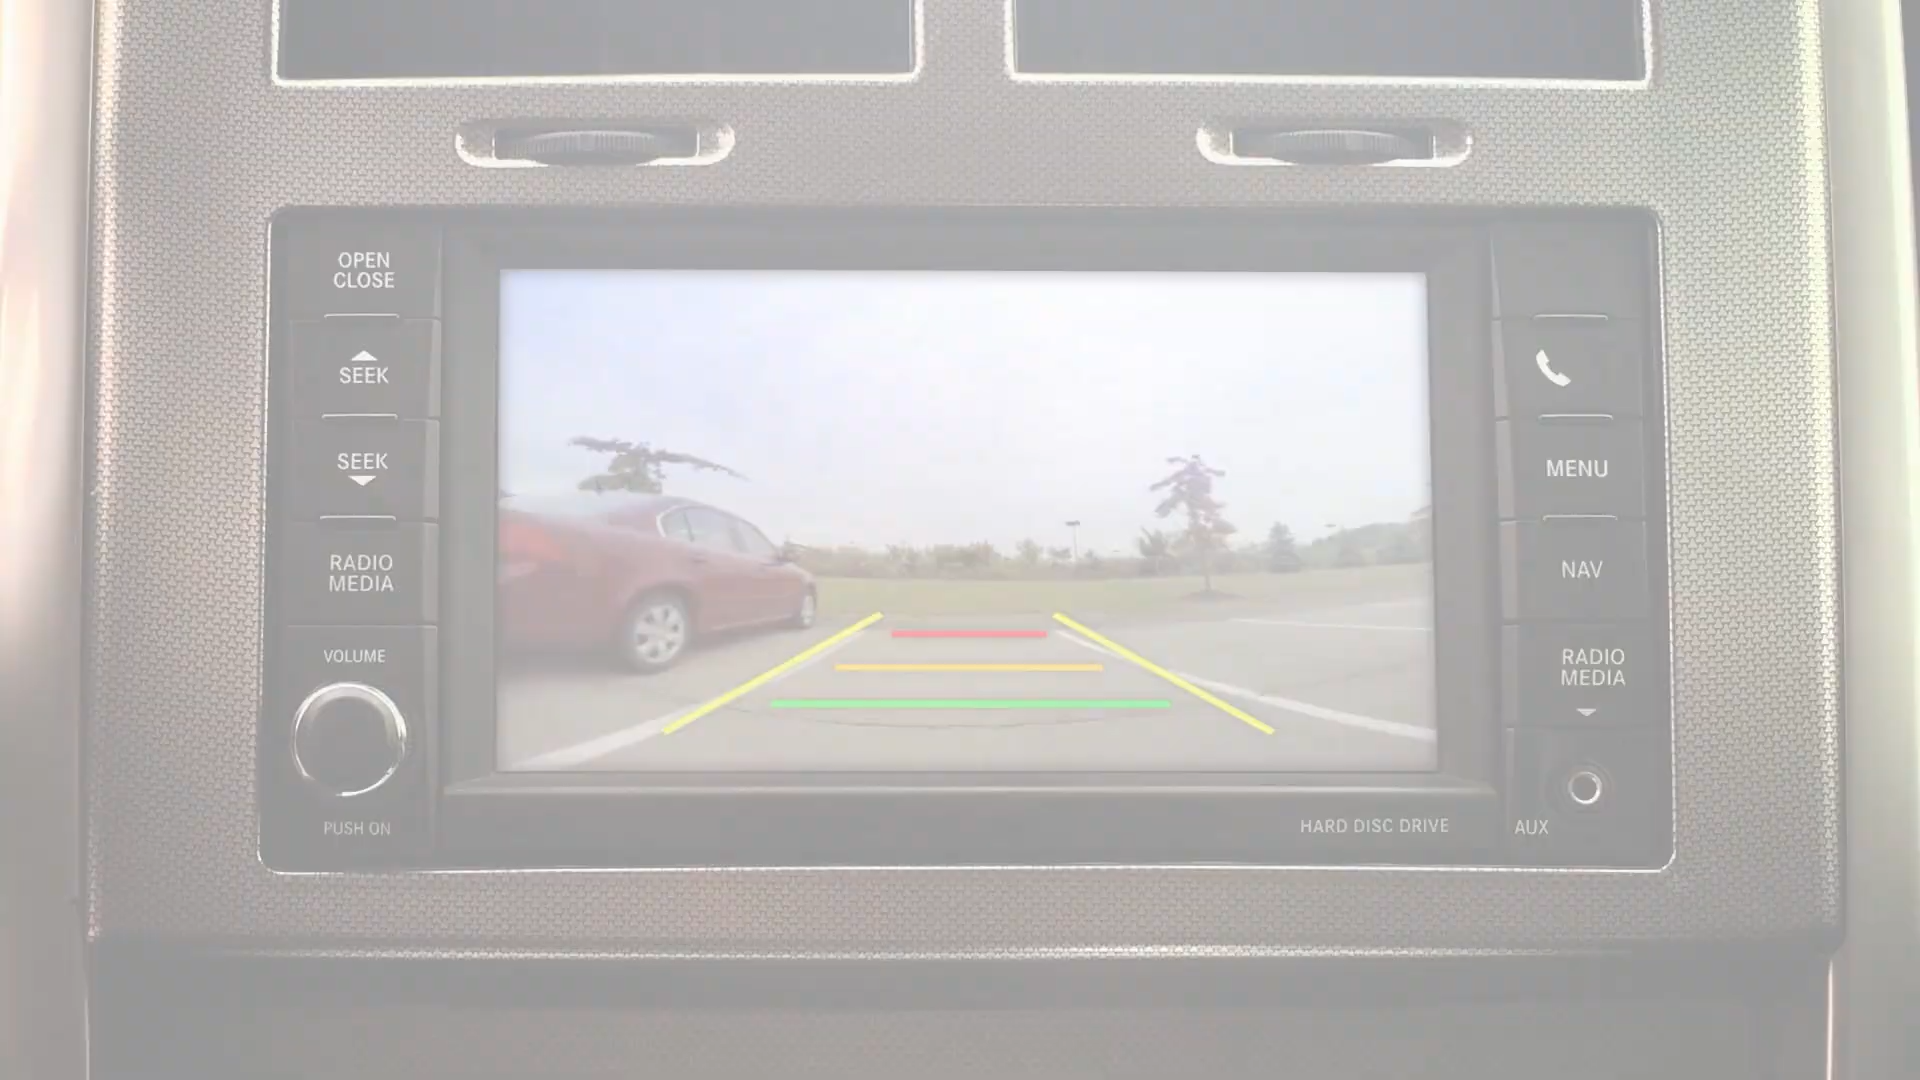 OPEN
CLOSE
SEEK
SEEK
RADIO
MEDIA
VOLUME
PUSH ON
MENU
NAV
RADIO
MEDIA
HARD DISC DRIVE
AUX